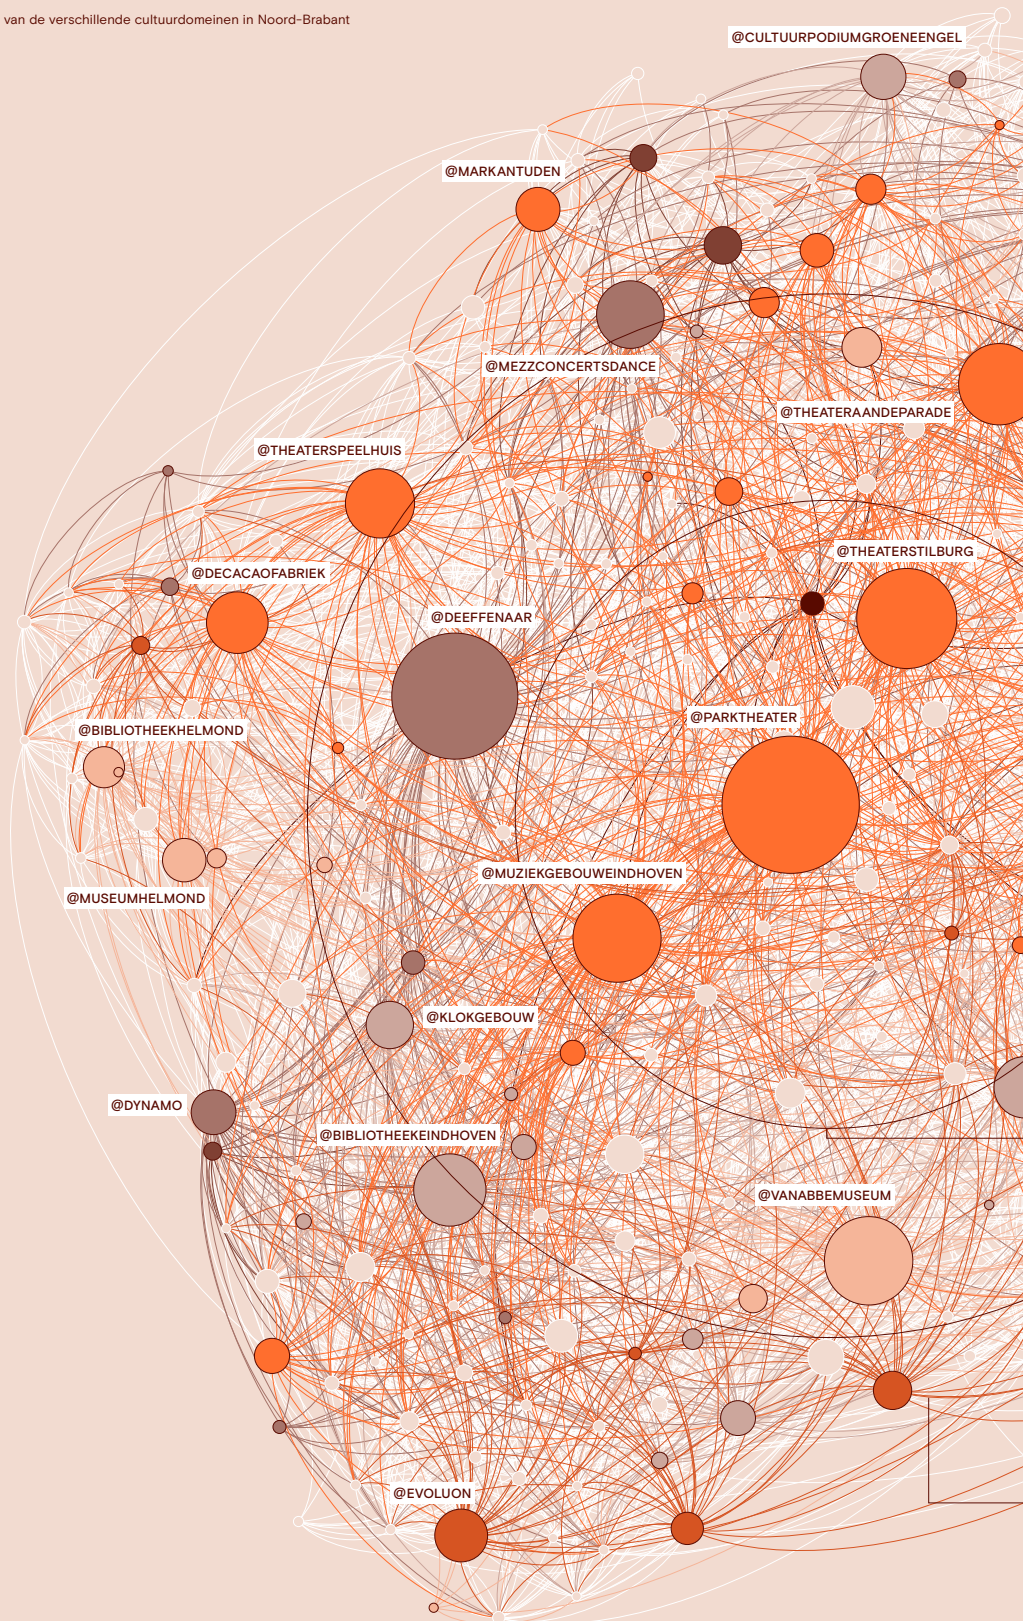 van de verschillende cultuurdomeinen in Noord-Brabant
@CULTUURPODIUMGROENEENGEL
@MARKANTUDEN
@MEZZCONCERTSDANCE
@THEATERAANDEPARADE
@THEATERSPEELHUIS
@THEATERSTILBURG
@DECACAOFABRIEK
@DEEFFENAAR
@PARKTHEATER
@BIBLIOTHEEKHELMOND
@MUZIEKGEBOUWEINDHOVEN
@MUSEUMHELMOND
@KLOKGEBOUW
@DYNAMO
@BIBLIOTHEEKEINDHOVEN
@VANABBEMUSEUM
@EVOLUON